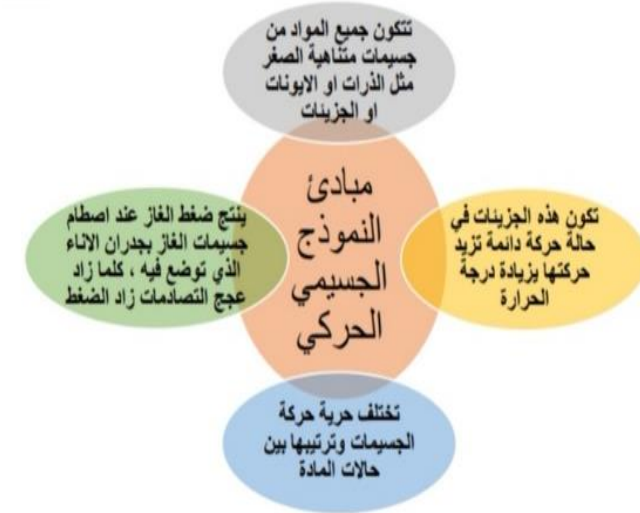 تتكون جميع المواد من
جسيمات متناهية الصغر
مثل الذرات او الايونات
او الجزيئات
مبادئ
النموذج
الجسيمي
الحركي
تكون هذه الجزيئات في
حالة حركة دائمة تزيد
حركتها بزيادة درجة
الحرارة
ينتج ضغط الغاز عند اصطام
جسيمات الغاز بجدران الاناء
الذي توضع فيه ، كلما زاد
عجج التصادمات زاد الضغط
تختلف حرية حركة
الجسيمات وترتيبها بين
حالات المادة